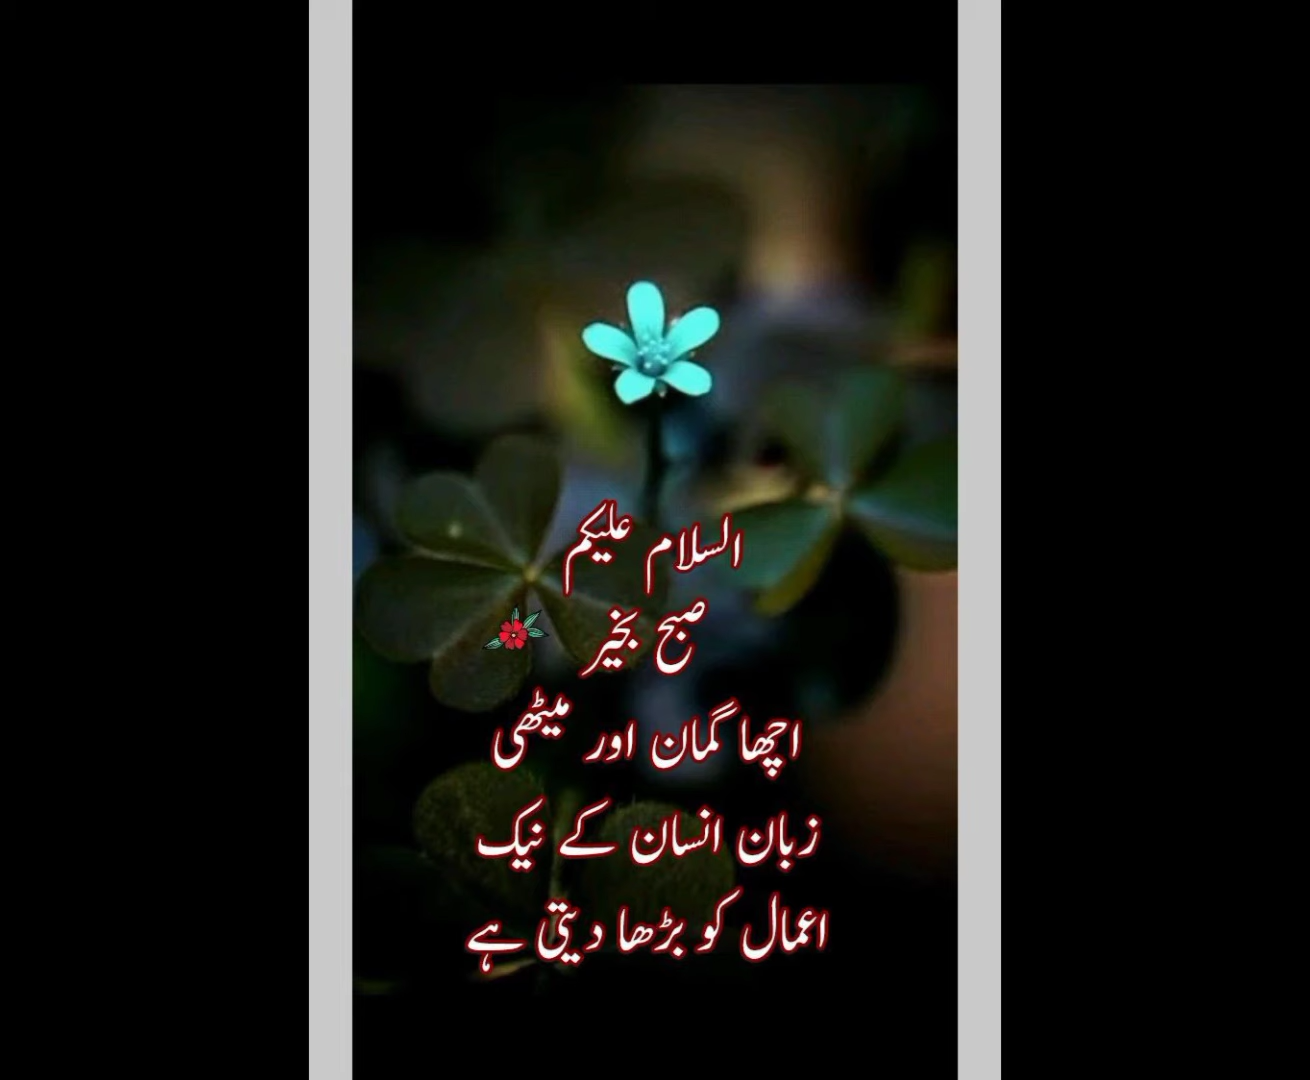 السلام علیکم
صبح بخیر
اچھا گمان اور میٹھی
زبان انسان کے نیک
اعمال کو بڑھا دیتی ہے